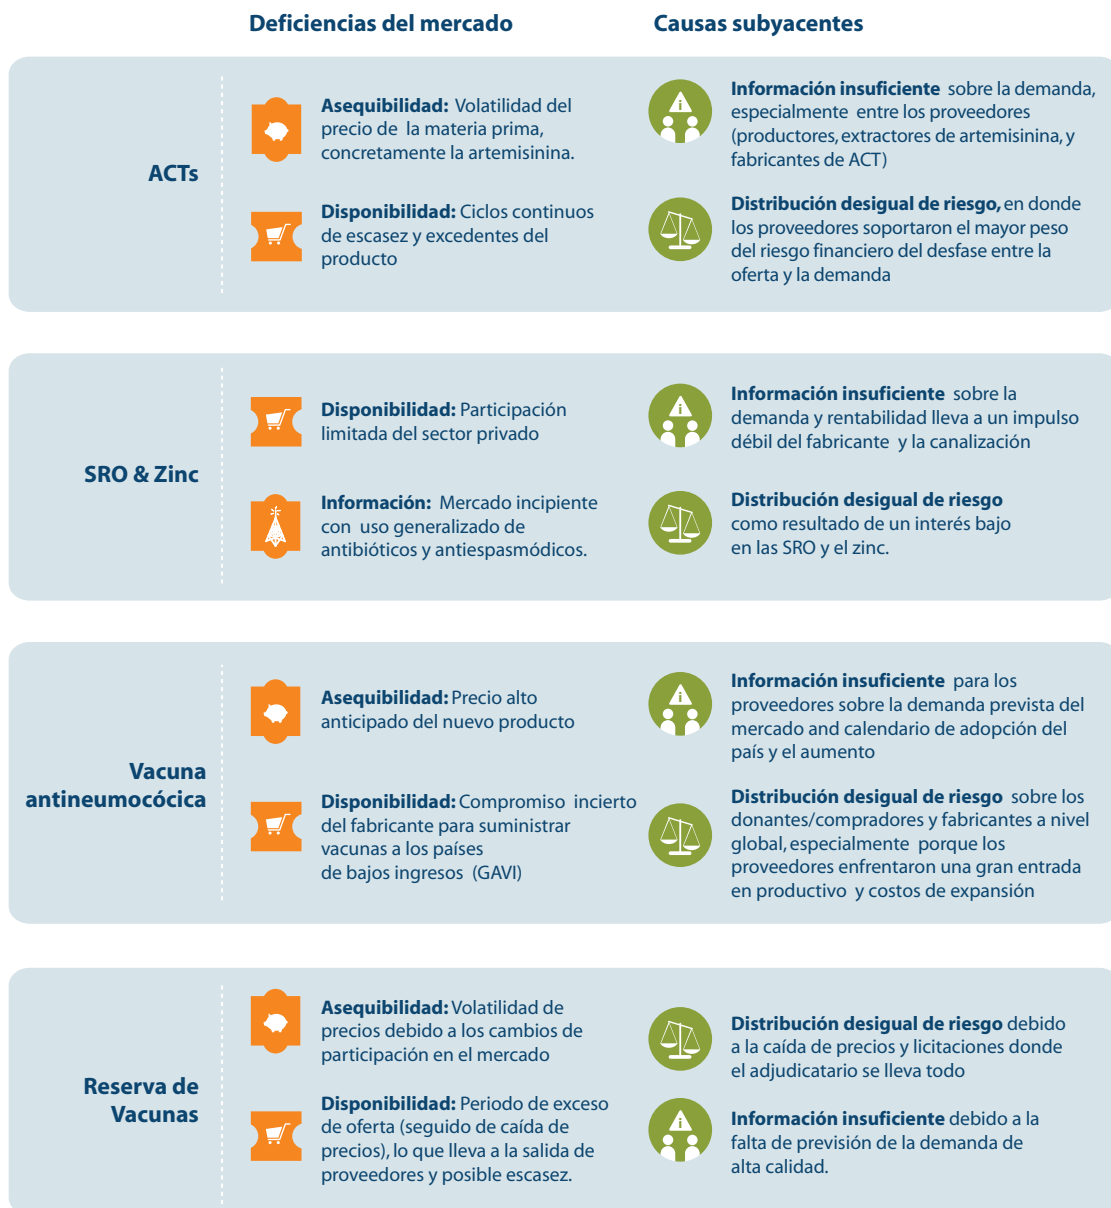 Deficiencias del mercado
Causas subyacentes
ACTs
Asequibilidad: Volatilidad del
precio de la materia prima,
concretamente la artemisinina.
Disponibilidad: Ciclos continuos
de escasez y excedentes del
producto
Información insuficiente sobre la demanda,
especialmente entre los proveedores
(productores, extractores de artemisinina, y
fabricantes de ACT)
Distribución desigual de riesgo, en donde
los proveedores soportaron el mayor peso
del riesgo financiero del desfase entre la
oferta y la demanda
SRO & Zinc
Disponibilidad: Participación
limitada del sector privado
Información: Mercado incipiente
con uso generalizado de
antibióticos y antiespasmódicos.
Información insuficiente sobre la
demanda y rentabilidad lleva a un impulso
débil del fabricante y la canalización
Distribución desigual de riesgo
como resultado de un interés bajo
en las SRO y el zinc.
Vacuna
antineumocócica
Asequibilidad: Precio alto
anticipado del nuevo producto
Disponibilidad: Compromiso incierto
del fabricante para suministrar
vacunas a los países
de bajos ingresos (GAVI)
Información insuficiente para los
proveedores sobre la demanda prevista del
mercado and calendario de adopción del
país y el aumento
Distribución desigual de riesgo sobre los
donantes/compradores y fabricantes a nivel
global, especialmente porque los
proveedores enfrentaron una gran entrada
en productivo y costos de expansión
Reserva de
Vacunas
Asequibilidad: Volatilidad de
precios debido a los cambios de
participación en el mercado
Disponibilidad: Periodo de exceso
de oferta (seguido de caída de
precios), lo que lleva a la salida de
proveedores y posible escasez.
Distribución desigual de riesgo debido
a la caída de precios y licitaciones donde
el adjudicatario se lleva todo
Información insuficiente debido a la
falta de previsión de la demanda de
alta calidad.